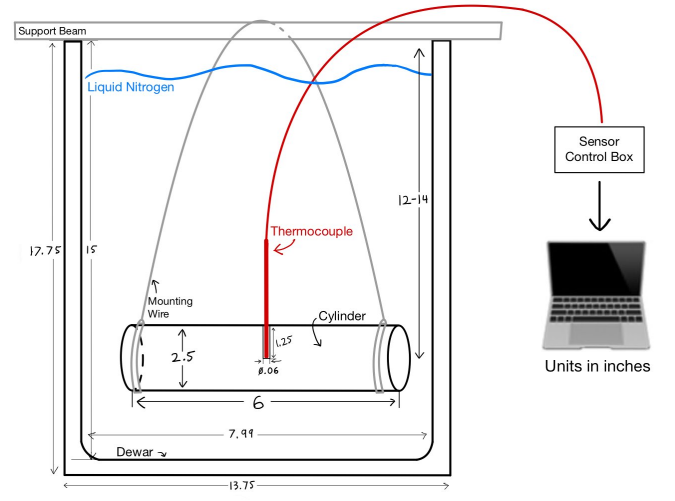 Support Beam
Liquid Nitrogen
Sensor
Control Box
12-14
Thermocouple
17.75
15
Mounting
Wire
Cylinder
1.25
2.5
0.06
Units in inches
6
7.99
Dewar
13.75